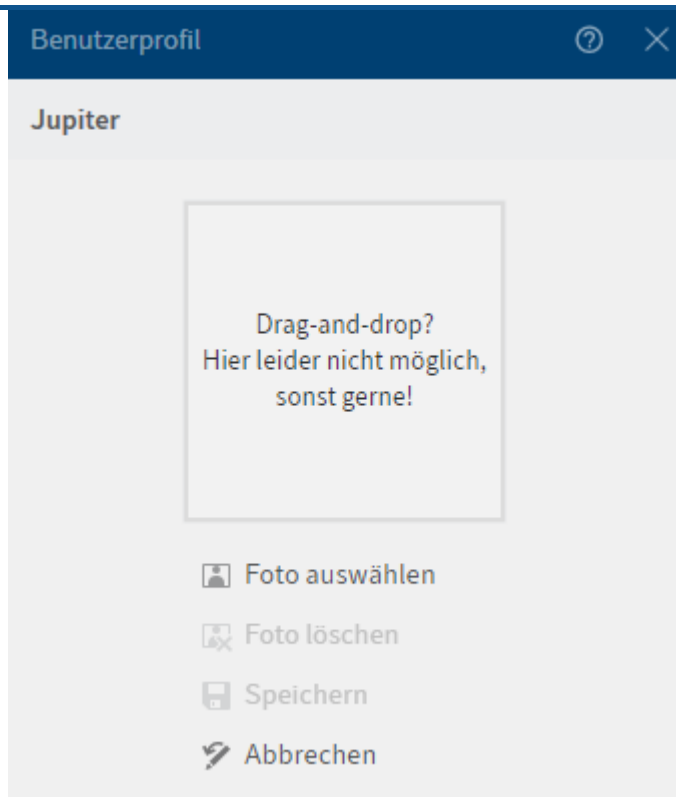 Benutzerprofil
Jupiter
Drag-and-drop?
Hier leider nicht möglich,
sonst gerne!
Foto auswählen
Foto löschen
Speichern
Abbrechen